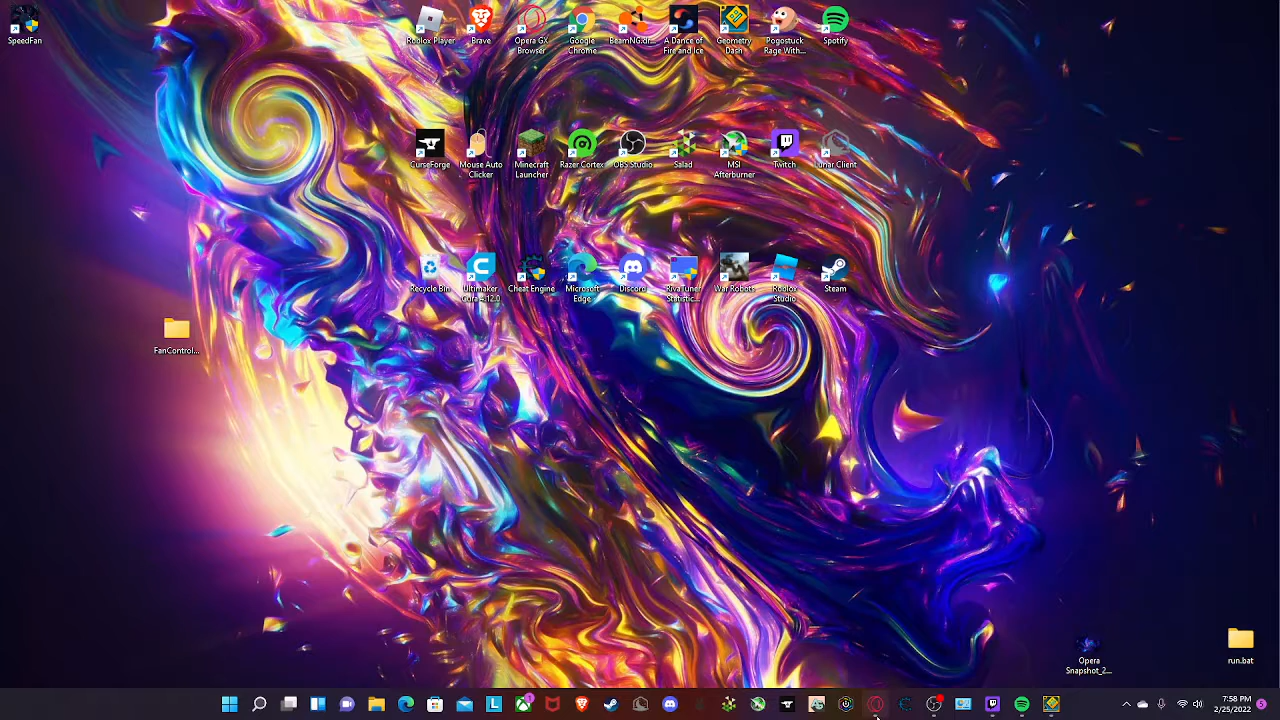 SpeedFan
Roblox Player
Brave
Opera GX
Browser
Google
Chrome
BeamNG.dr...
A Dance of
Fire and Ice
Geometry
Dash
Pogostuck
Rage With...
Spotify
CurseForge
Mouse Auto
Clicker
Minecraft
Launcher
Razer Cortex
OBS Studio
Salad
MSI
Afterburner
Twitch
Lunar Client
Recycle Bin
Ultimaker
Cura 4.12.0
Cheat Engine
Microsoft
Edge
Discord
RivaTuner
Statistic...
War Robots
Roblox
Studio
Steam
FanControl...
Opera
Snapshot_2...
run.bat
7:58 PM
2/25/2022